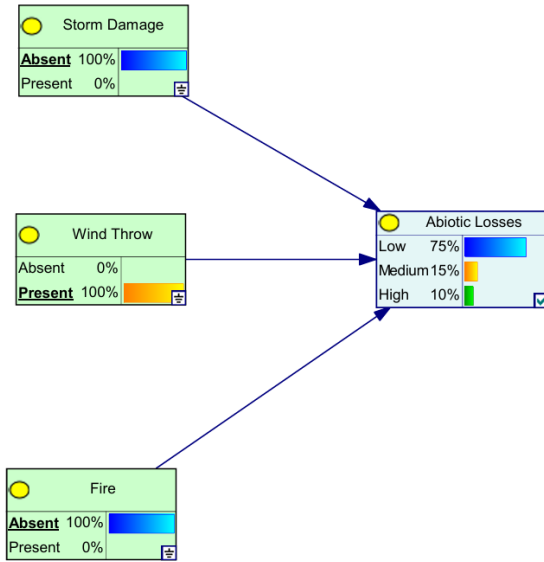 Storm Damage
Absent 100%
Present 0%
Wind Throw
Absent 0%
Present 100%
Abiotic Losses
Low 75%
Medium 15%
High 10%
Fire
Absent 100%
Present 0%